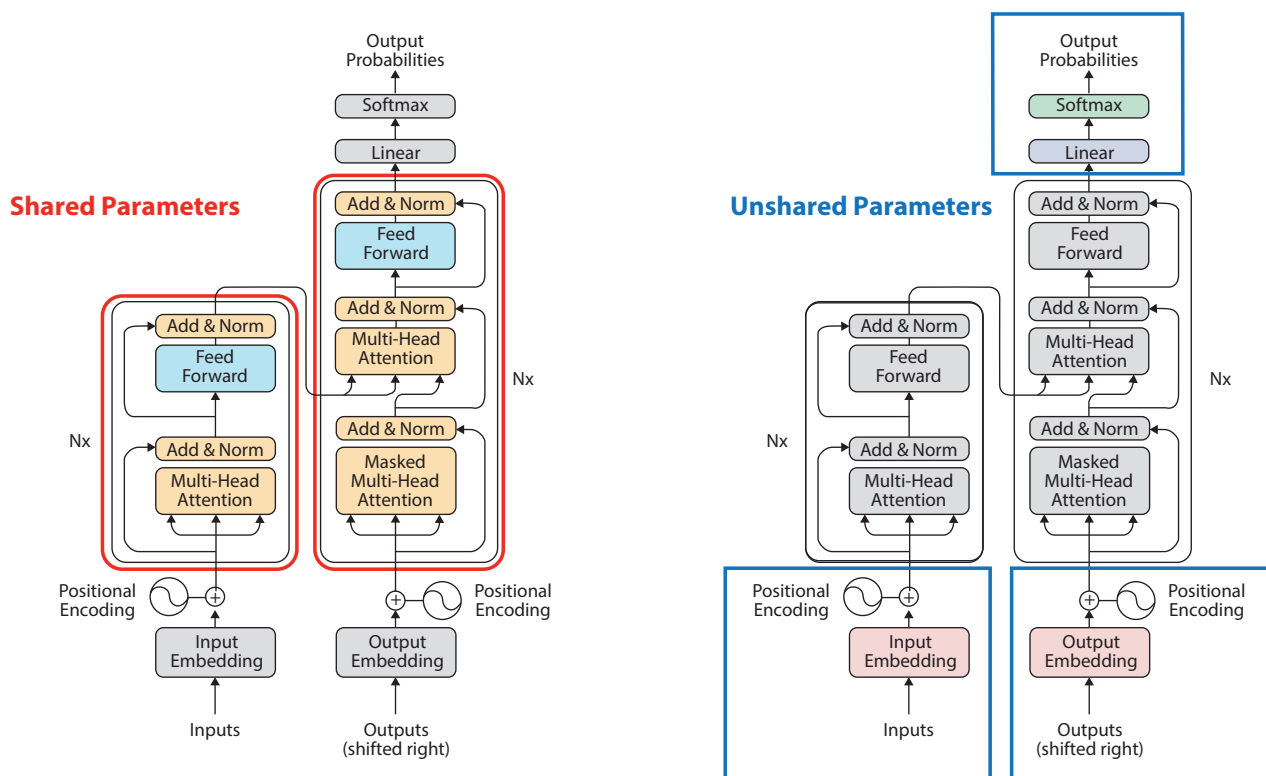 Output
Probabilities
Softmax
Linear
Shared Parameters
Add & Norm
Feed
Forward
Add & Norm
Multi-Head
Attention
Nx
Add & Norm
Masked
Multi-Head
Attention
Add & Norm
Feed
Forward
Nx
Add & Norm
Multi-Head
Attention
Positional
Encoding
Input
Embedding
Inputs
Positional
Encoding
Output
Embedding
Outputs
(shifted right)
Output
Probabilities
Softmax
Linear
Unshared Parameters
Add & Norm
Feed
Forward
Add & Norm
Multi-Head
Attention
Nx
Add & Norm
Masked
Multi-Head
Attention
Add & Norm
Feed
Forward
Nx
Add & Norm
Multi-Head
Attention
Positional
Encoding
Input
Embedding
Inputs
Positional
Encoding
Output
Embedding
Outputs
(shifted right)